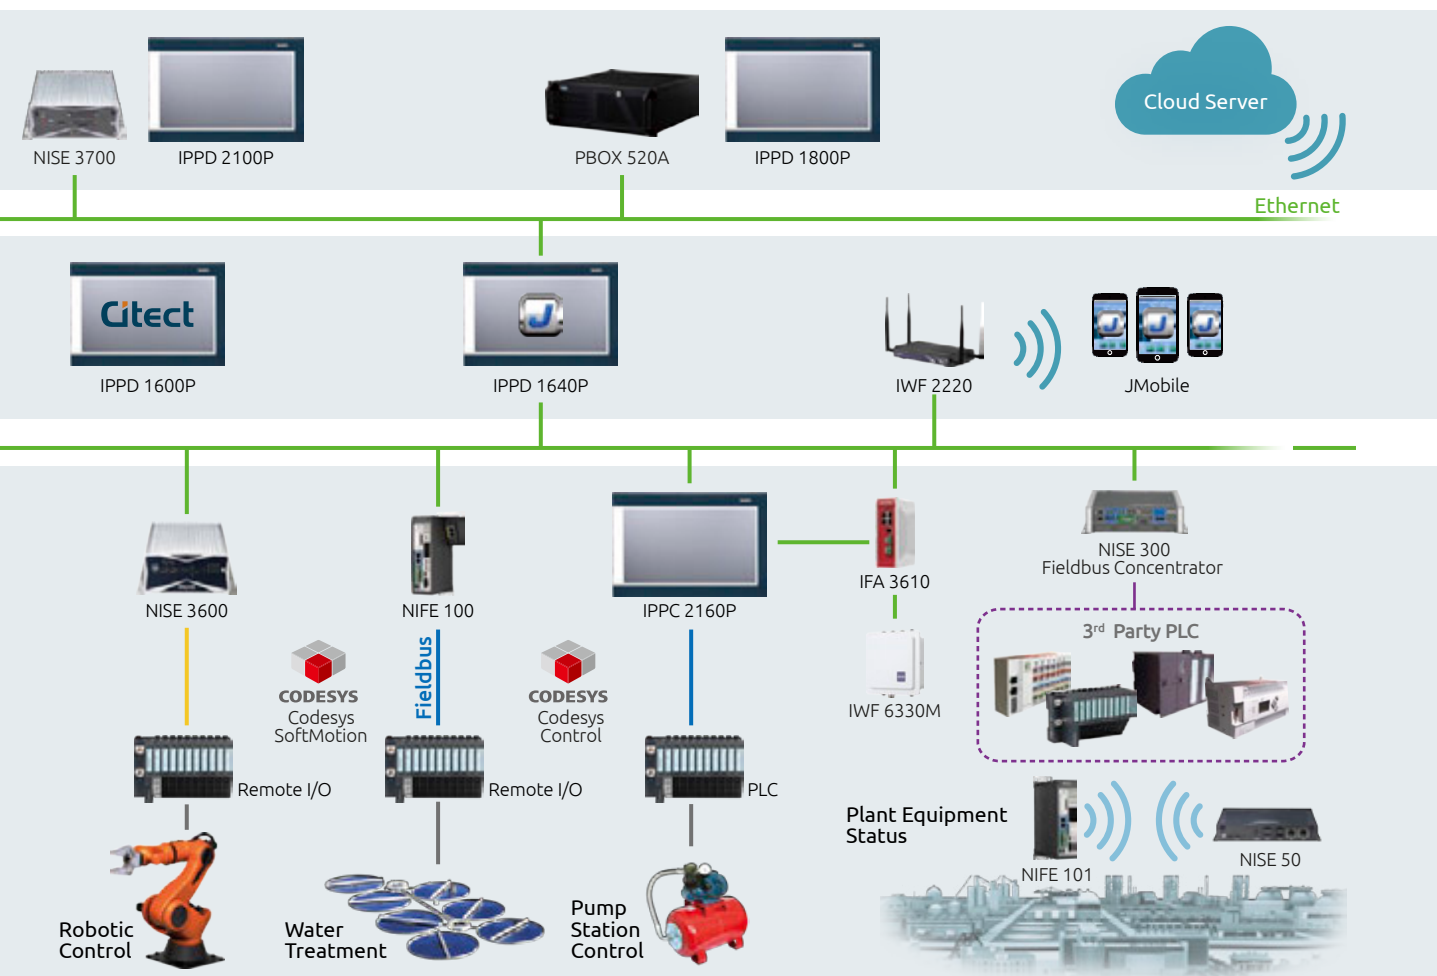 Cloud Server
NISE 3700
IPPD 2100P
PBOX 520A
IPPD 1800P
Ethernet
Citect
IPPD 1600P
IPPD 1640P
IWF 2220
JMobile
NISE 3600
NIFE 100
IPPC 2160P
IFA 3610
NISE 300
Fieldbus Concentrator
3rd Party PLC
Fieldbus
CODESYS
Codesys
SoftMotion
CODESYS
Codesys
Control
IWF 6330M
Remote I/O
Remote I/O
PLC
Plant Equipment
Status
NIFE 101
NISE 50
Robotic
Control
Water
Treatment
Pump
Station
Control